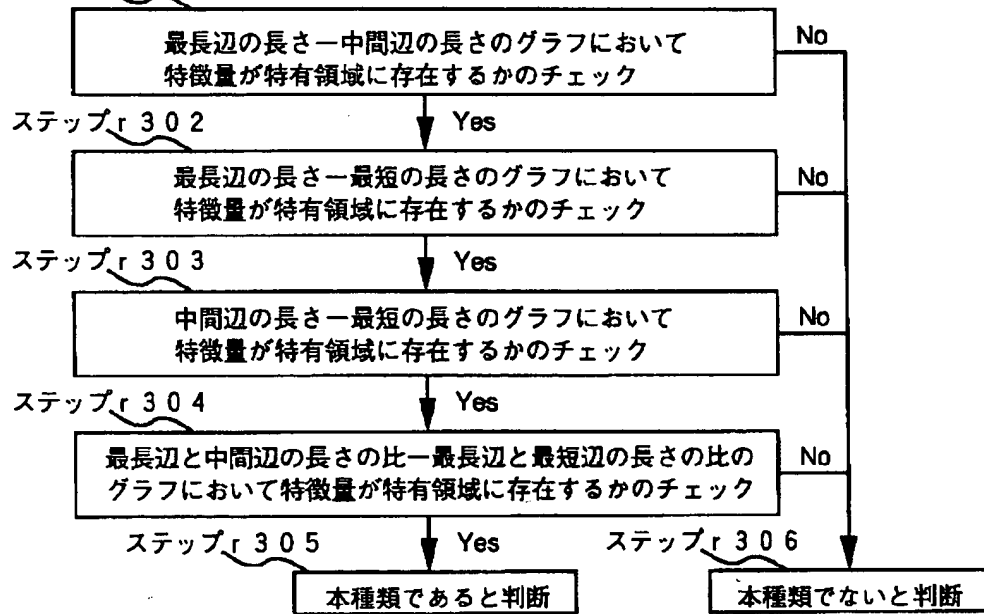 最長辺の長さー中間辺の長さのグラフにおいて
特徴量が特有領域に存在するかのチェック
No
ステップr302
Yes
最長辺の長さー最短の長さのグラフにおいて
特徴量が特有領域に存在するかのチェック
No
ステップr303
Yes
中間辺の長さー最短の長さのグラフにおいて
特徴量が特有領域に存在するかのチェック
No
ステップr304
Yes
最長辺と中間辺の長さの比ー最長辺と最短辺の長さの比の
グラフにおいて特徴量が特有領域に存在するかのチェック
No
ステップr305
Yes
ステップr306
本種類であると判断
本種類でないと判断